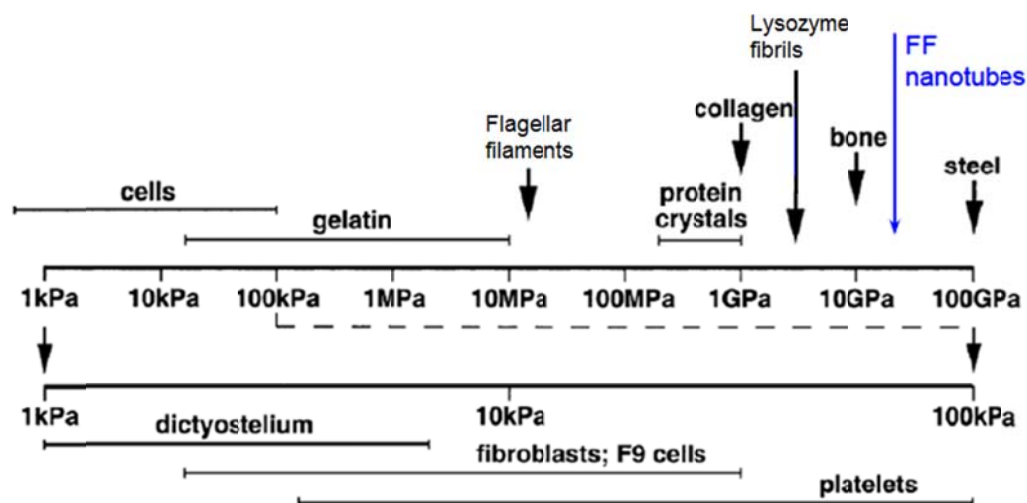 Lysozyme
fibrils
FF
nanotubes
collagen
Flagellar
filaments
bone
steel
cells
protein
crystals
gelatin
1kPa 10kPa 100kPa 1MPa 10MPa 100MPa 1GPa 10GPa 100GPa
1kPa 10kPa 100kPa
dictyostelium
fibroblasts; F9 cells
platelets